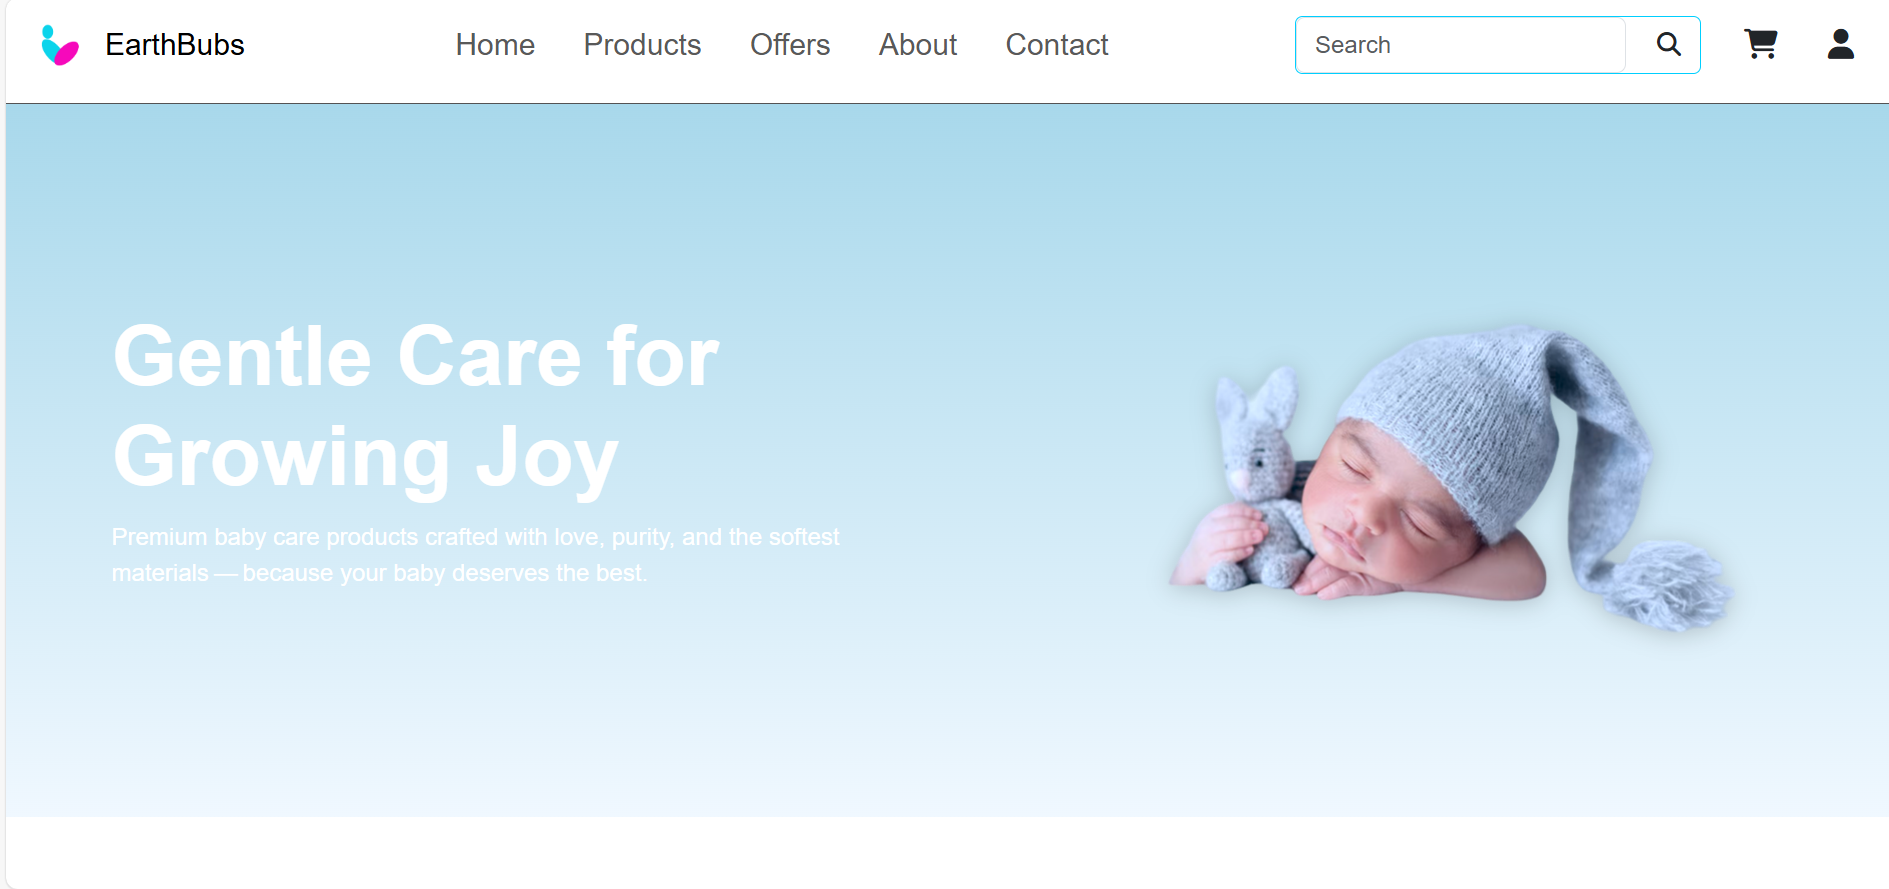 EarthBubs
Home Products Offers About Contact
Search
Gentle Care for
Growing Joy
Premium baby care products crafted with love, purity, and the softest
materials — because your baby deserves the best.